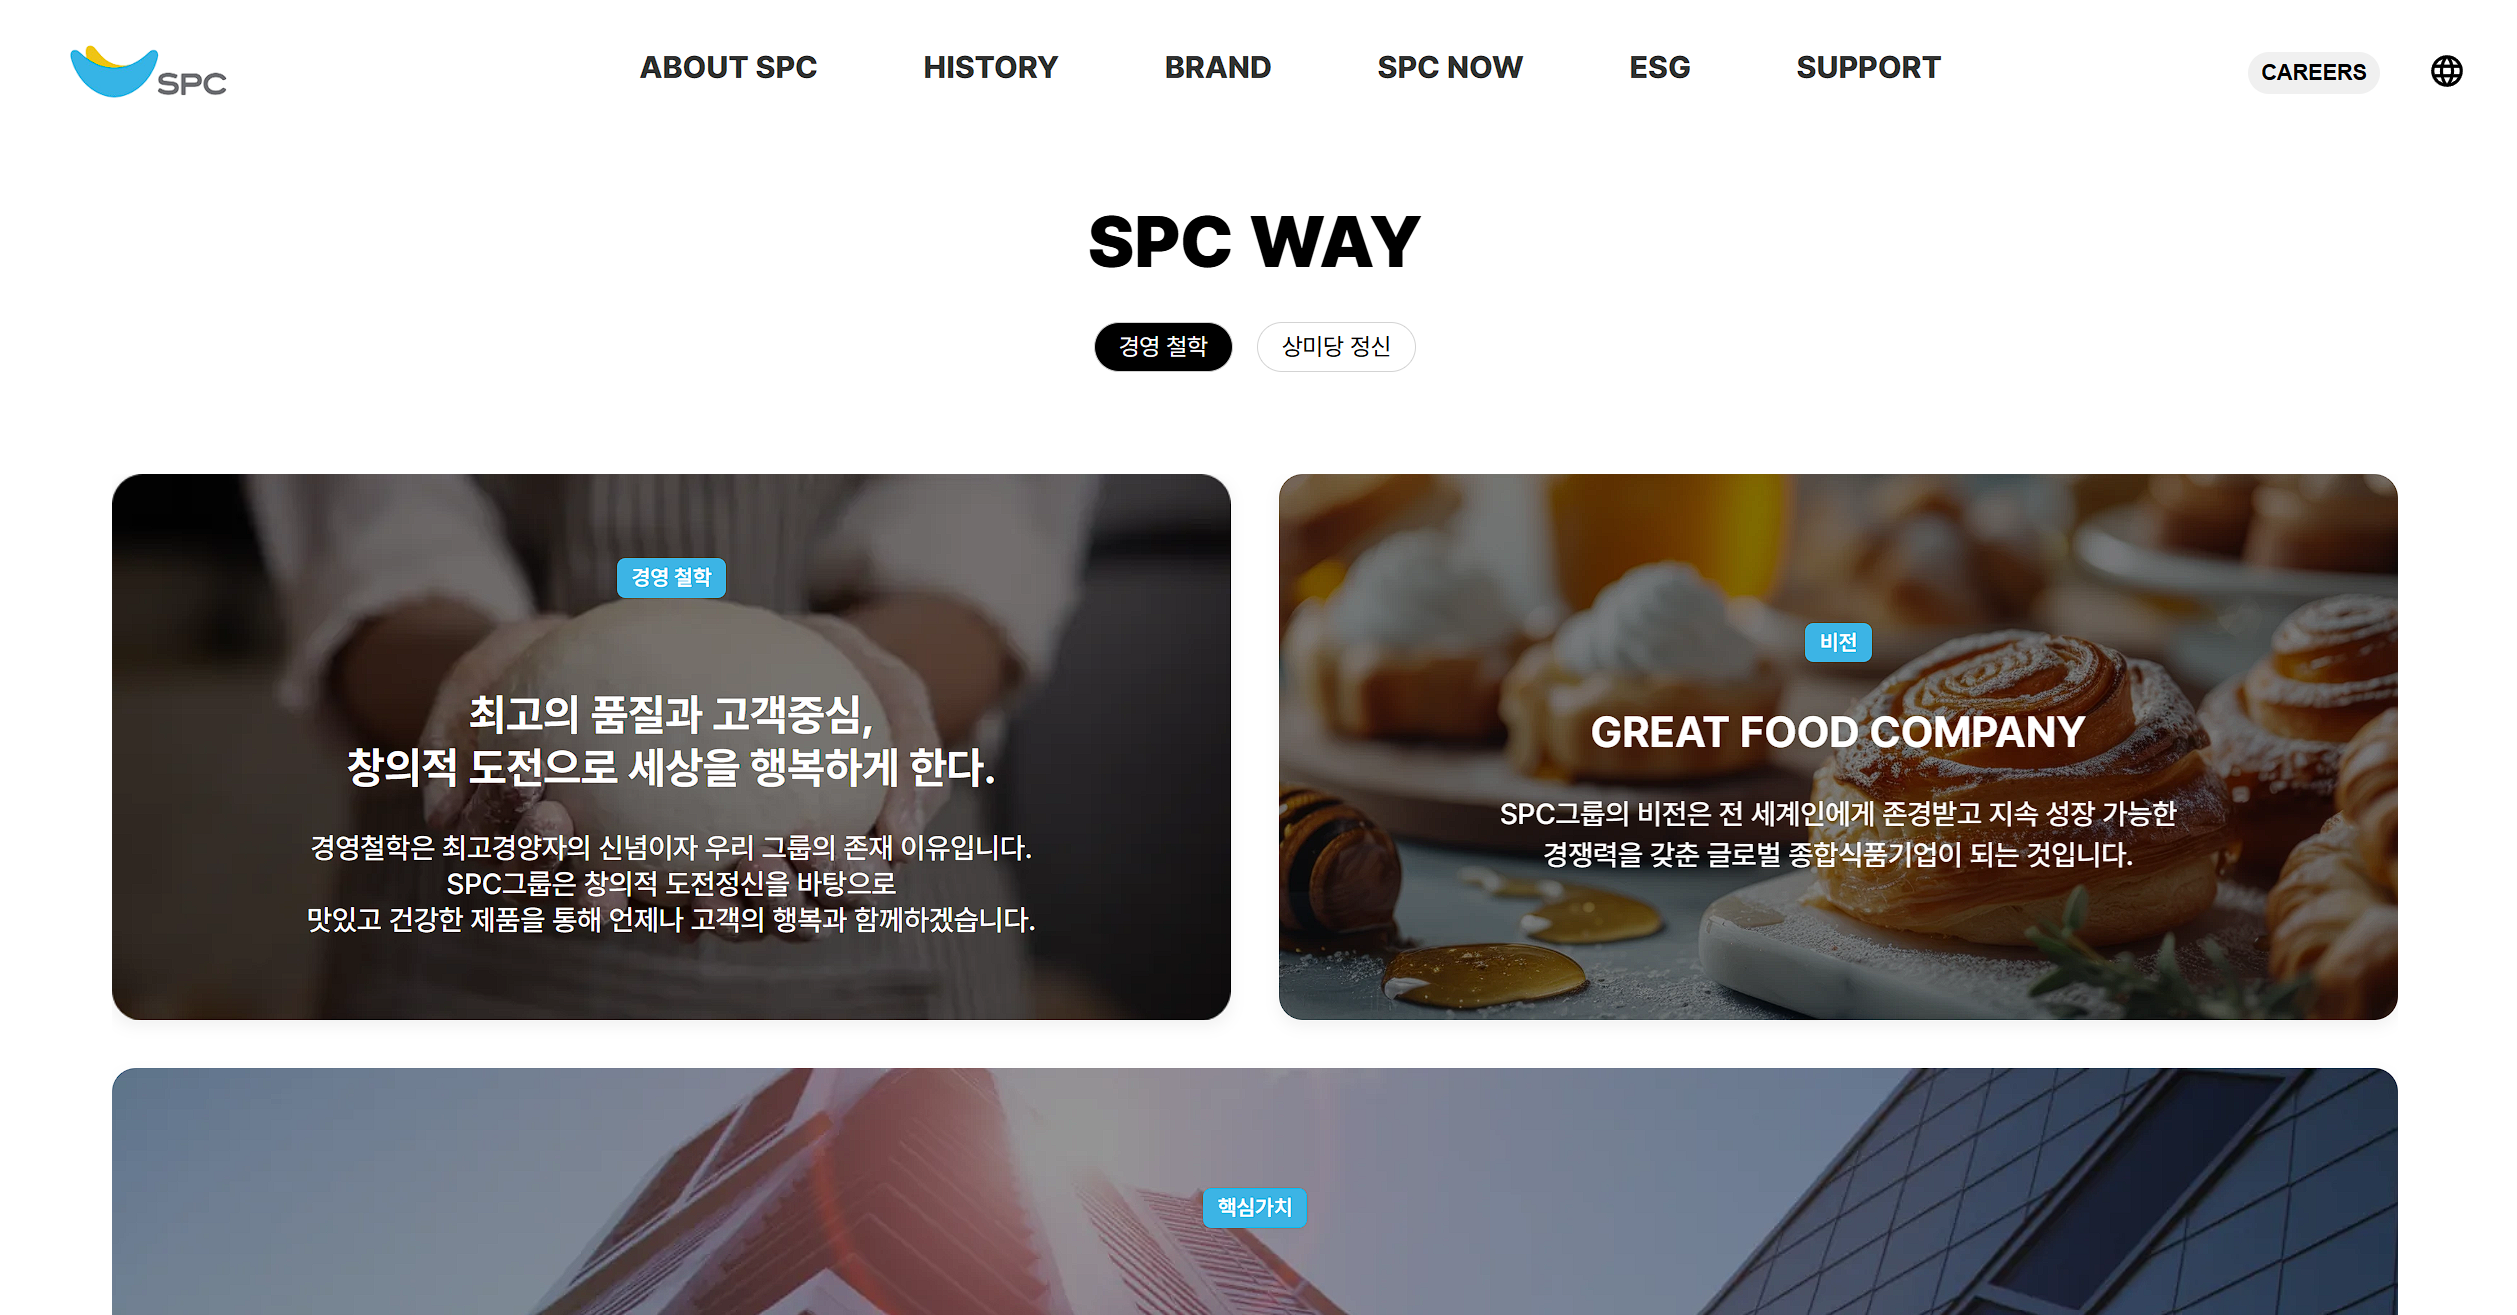 SPC
ABOUT SPC
HISTORY
BRAND
SPC NOW
ESG
SUPPORT
CAREERS
SPC WAY
경영 철학
상미당 정신
경영 철학
최고의 품질과 고객중심,
창의적 도전으로 세상을 행복하게 한다.
경영철학은 최고경양자의 신념이자 우리 그룹의 존재 이유입니다.
SPC그룹은 창의적 도전정신을 바탕으로
맛있고 건강한 제품을 통해 언제나 고객의 행복과 함께하겠습니다.
비전
GREAT FOOD COMPANY
SPC그룹의 비전은 전 세계인에게 존경받고 지속 성장 가능한
경쟁력을 갖춘 글로벌 종합식품기업이 되는 것입니다.
핵심가치